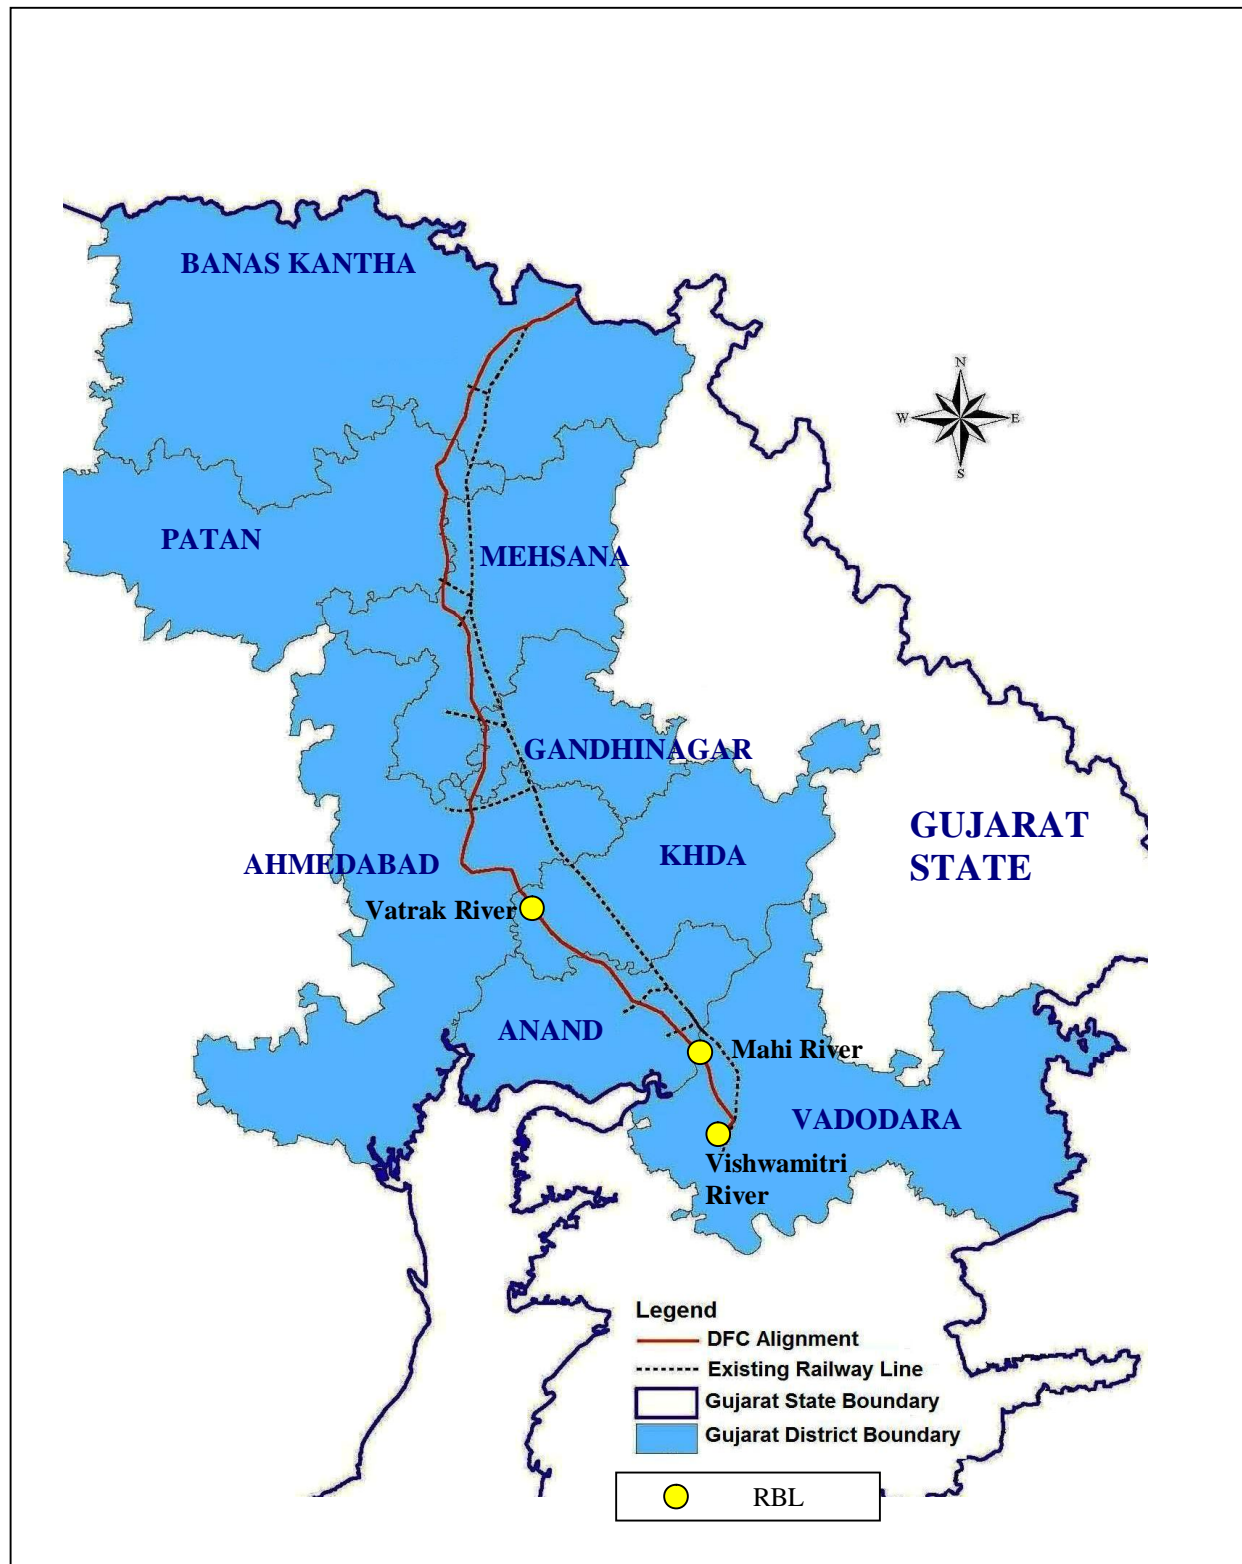 BANAS KANTHA
N
W
E
S
PATAN
MEHSANA
GANDHINAGAR
GUJARAT
STATE
KHDA
AHMEDABAD
Vatrak River
ANAND
Mahi River
VADODARA
Vishwamitri
River
Legend
DFC Alignment
Existing Railway Line
Gujarat State Boundary
Gujarat District Boundary
RBL